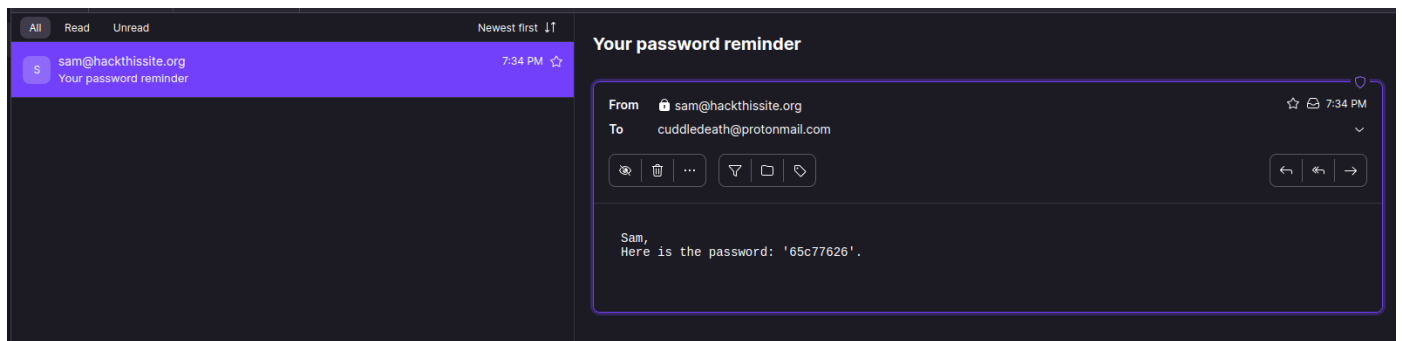 All Read Unread Newest first
S sam@hackthissite.org 7:34 PM
Your password reminder
Your password reminder
From sam@hackthissite.org 7:34 PM
To cuddledeath@protonmail.com
Sam,
Here is the password: '65c77626'.